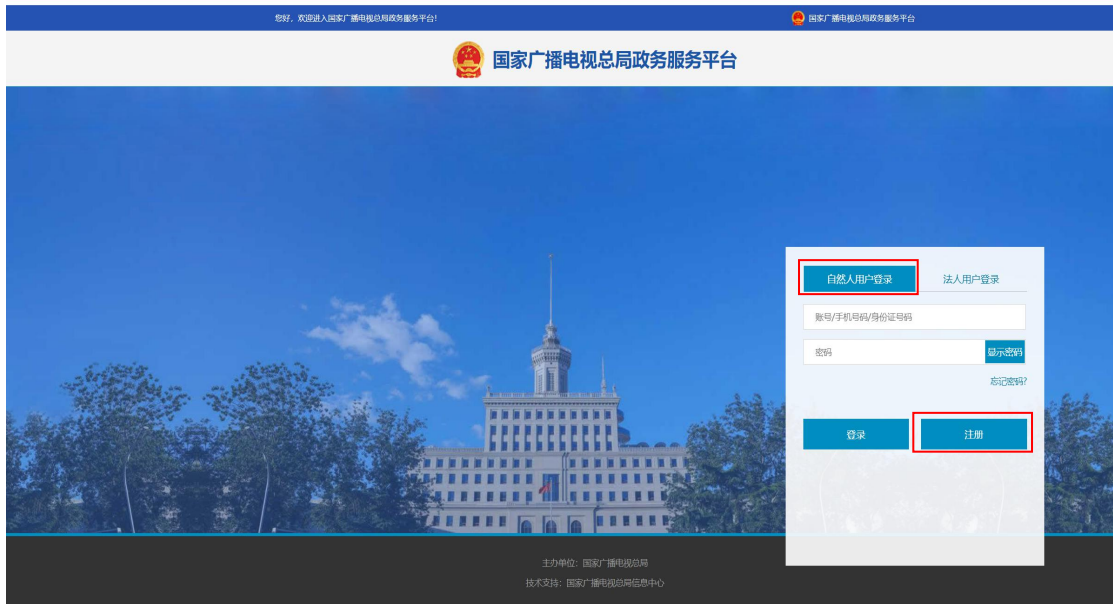 您好，欢迎进入国家广播电视总局政务服务平台!
国家广播电视总局政务服务平台
国家广播电视总局政务服务平台
自然人用户登录
法人用户登录
账号/手机号码/身份证号码
密码
显示密码
忘记密码?
登录
注册
主办单位：国家广播电视总局
技术支持：国家广播电视总局信息中心